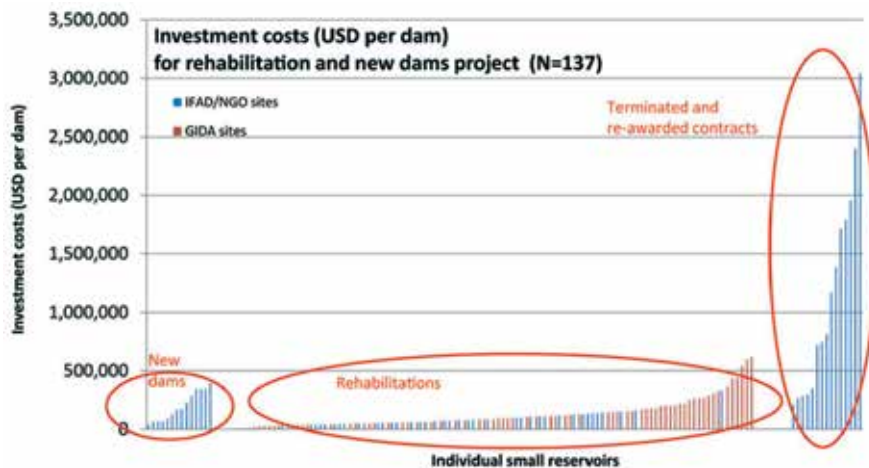 3,500,000
Investment costs (USD per dam)
for rehabilitation and new dams project (N=137)
3,000,000
IFAD/NGO sites
GIDA sites
Terminated and
re-awarded contracts
2,500,000
2,000,000
1,500,000
1,000,000
500,000
0
Investment costs (USD per dam)
New
dams
Rehabilitations
Individual small reservoirs